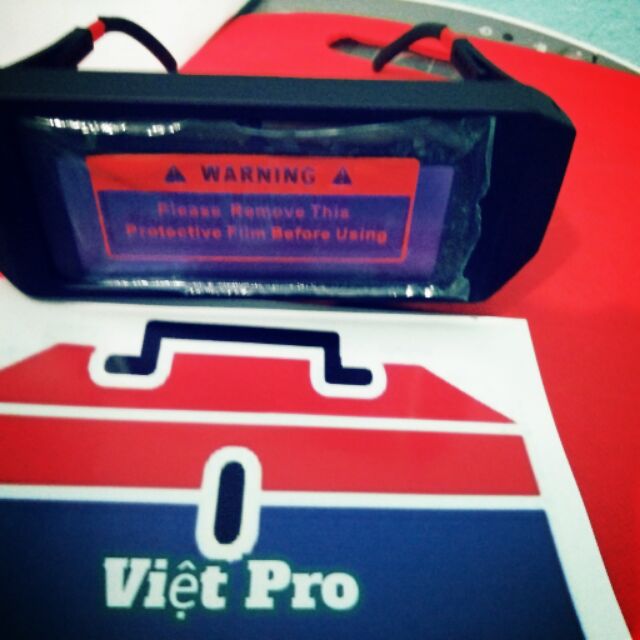 WARNING
Please Remove This
Protective Film Before Using
Việt Pro